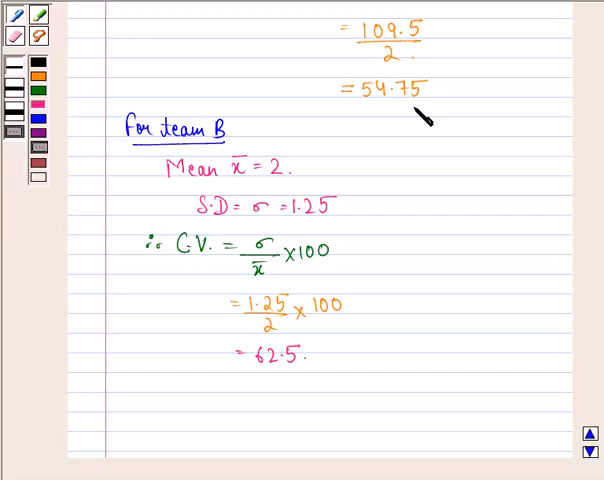 = 109.5 / 2
= 54.75
For team B
Mean x̄ = 2.
S.D = σ = 1.25
∴ C.V. = σ / x̄ × 100
= 1.25 / 2 × 100
= 62.5.